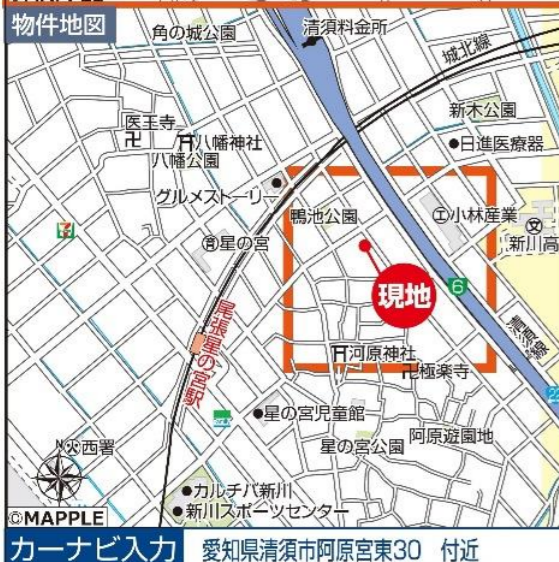 物件地図
角の城公園
清須料金所
城北線
新木公園
医王寺
八幡神社
八幡公園
日進医療器
グルメストーリー
鴨池公園
小林産業
文
新川高
星の宮
現地
6
清須線
尾張星の宮駅
河原神社
極楽寺
星の宮児童館
星の宮公園
阿原遊園地
西署
N
カルチバ新川
新川スポーツセンター
©MAPPLE
カーナビ入力 愛知県清須市阿原宮東30 付近